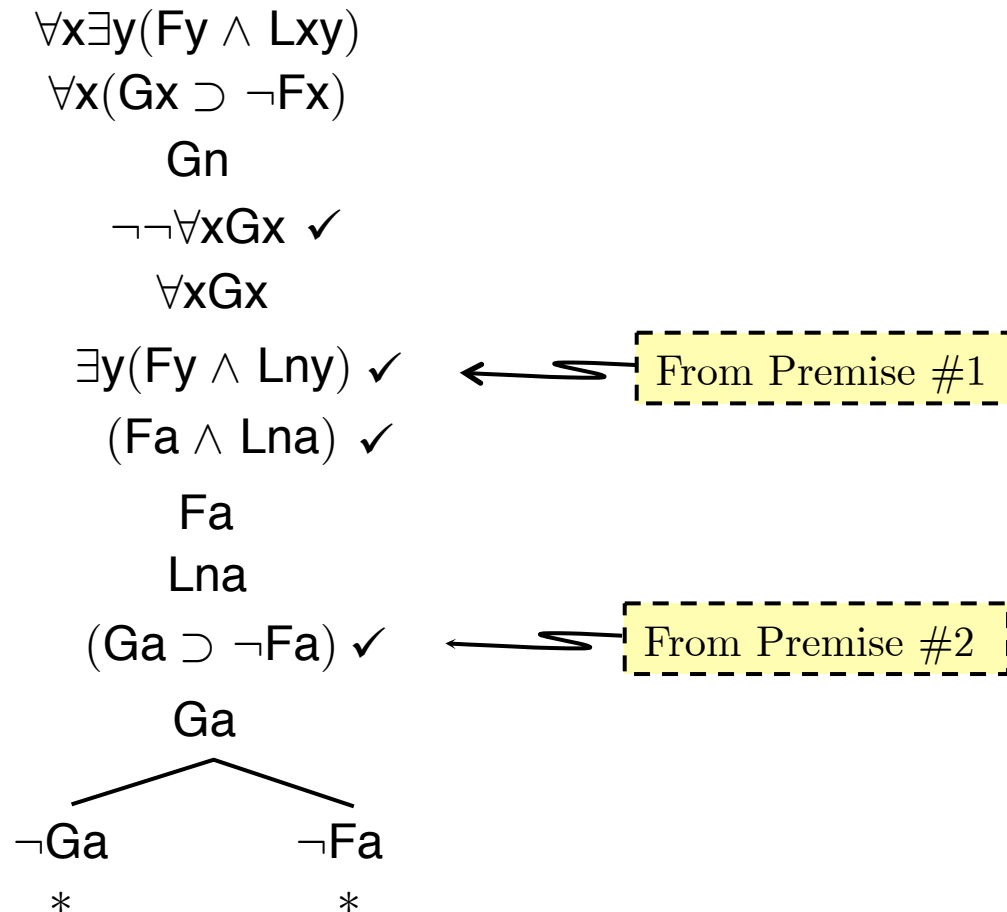 ∀x∃y(Fy ∧ Lxy)
∀x(Gx ⊃ ¬Fx)
Gn
¬¬∀xGx ✓
∀xGx
∃y(Fy ∧ Lny) ✓ From Premise #1
(Fa ∧ Lna) ✓
Fa
Lna
(Ga ⊃ ¬Fa) ✓ From Premise #2
Ga
¬Ga ¬Fa
* *